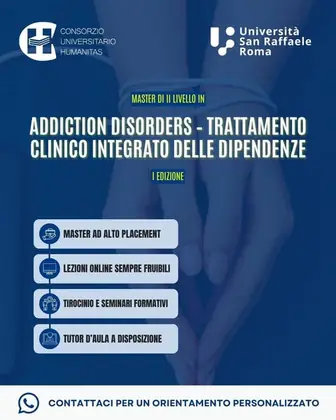 CONSORZIO
UNIVERSITARIO
HUMANITAS
Università
San Raffaele
Roma
MASTER DI II LIVELLO IN
ADDICTION DISORDERS – TRATTAMENTO
CLINICO INTEGRATO DELLE DIPENDENZE
I EDIZIONE
MASTER AD ALTO PLACEMENT
LEZIONI ONLINE SEMPRE FRUIBILI
TIROCINIO E SEMINARI FORMATIVI
TUTOR D'AULA A DISPOSIZIONE
CONTATTACI PER UN ORIENTAMENTO PERSONALIZZATO